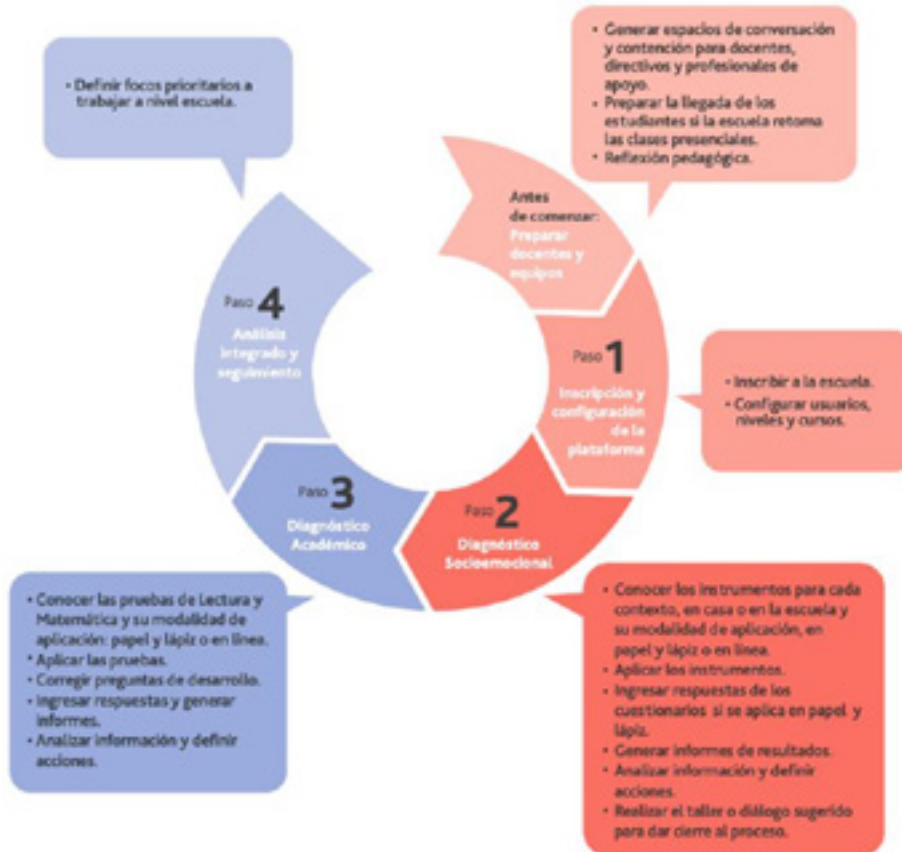 • Generar espacios de conversación
y contención para docentes,
directivos y profesionales de
apoyo.
• Preparar la llegada de los
estudiantes si la escuela retoma
las clases presenciales.
• Reflexión pedagógica.
• Definir focos prioritarios a
trabajar a nivel escuela.
Antes
de comenzar:
Preparar
docentes y
equipos
Paso 1
Inscripción y
configuración
de la
plataforma
• Inscribir a la escuela.
• Configurar usuarios,
niveles y cursos.
Paso 2
Diagnóstico
Socioemocional
• Conocer los instrumentos para cada
contexto, en casa o en la escuela y
su modalidad de aplicación, en
papel y lápiz o en línea.
• Aplicar los instrumentos.
• Ingresar respuestas de los
cuestionarios si se aplica en papel y
lápiz.
• Generar informes de resultados.
• Analizar información y definir
acciones.
• Realizar el taller o diálogo sugerido
para dar cierre al proceso.
Paso 3
Diagnóstico
Académico
• Conocer las pruebas de Lectura y
Matemática y su modalidad de
aplicación: papel y lápiz o en línea.
• Aplicar las pruebas.
• Corregir preguntas de desarrollo.
• Ingresar respuestas y generar
informes.
• Analizar información y definir
acciones.
Paso 4
Análisis
integrado y
seguimiento